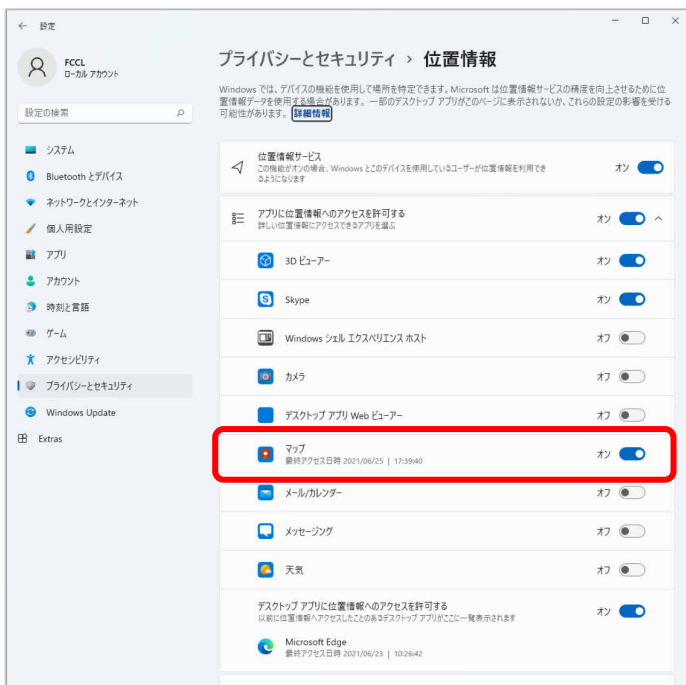 ← 設定
FCCL
ローカル アカウント
設定の検索
システム
Bluetooth とデバイス
ネットワークとインターネット
個人用設定
アプリ
アカウント
時刻と言語
ゲーム
アクセシビリティ
プライバシーとセキュリティ
Windows Update
Extras
プライバシーとセキュリティ › 位置情報
Windows では、デバイスの機能を使用して場所を特定できます。Microsoft は位置情報サービスの精度を向上させるために位
置情報データを使用する場合があります。一部のデスクトップ アプリがこのページに表示されないか、これらの設定の影響を受ける
可能性があります。 詳細情報
位置情報サービス
この機能がオンの場合、Windows とこのデバイスを使用しているユーザーが位置情報を利用でき
るようになります
オン
アプリに位置情報へのアクセスを許可する
詳しい位置情報にアクセスできるアプリを選ぶ
オン
3D ビューアー オン
Skype オン
Windows シェル エクスペリエンス ホスト オフ
カメラ オフ
デスクトップ アプリ Web ビューアー オフ
マップ
最終アクセス日時 2021/06/25 | 17:39:40
オン
メール/カレンダー オフ
メッセージング オフ
天気 オフ
デスクトップ アプリに位置情報へのアクセスを許可する
以前に位置情報へアクセスしたことのあるデスクトップ アプリがここに一覧表示されます
オン
Microsoft Edge
最終アクセス日時 2021/06/23 | 10:26:42